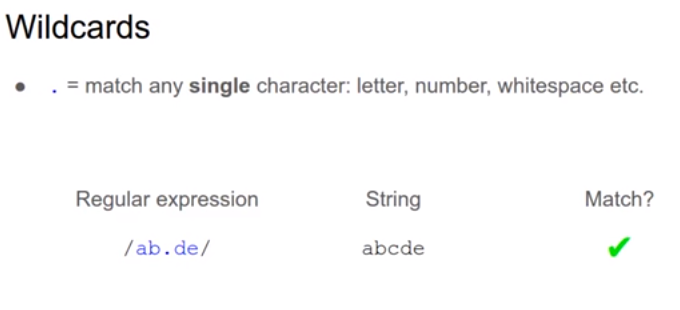 Wildcards
● . = match any single character: letter, number, whitespace etc.
Regular expression String Match?
/ab.de/ abcde ✔